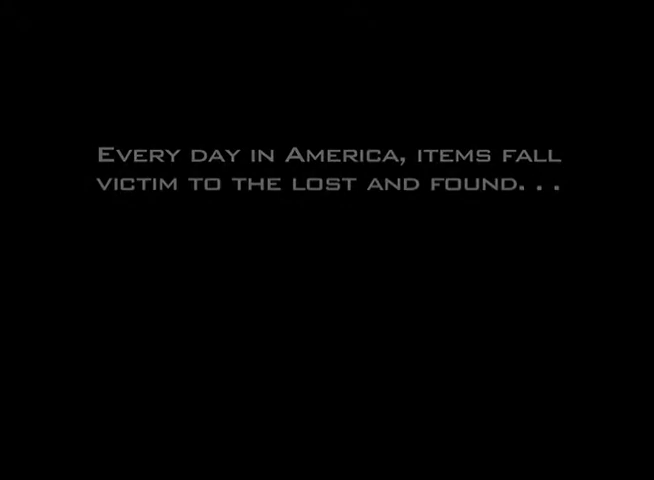 Every day in America, items fall
victim to the lost and found. . .